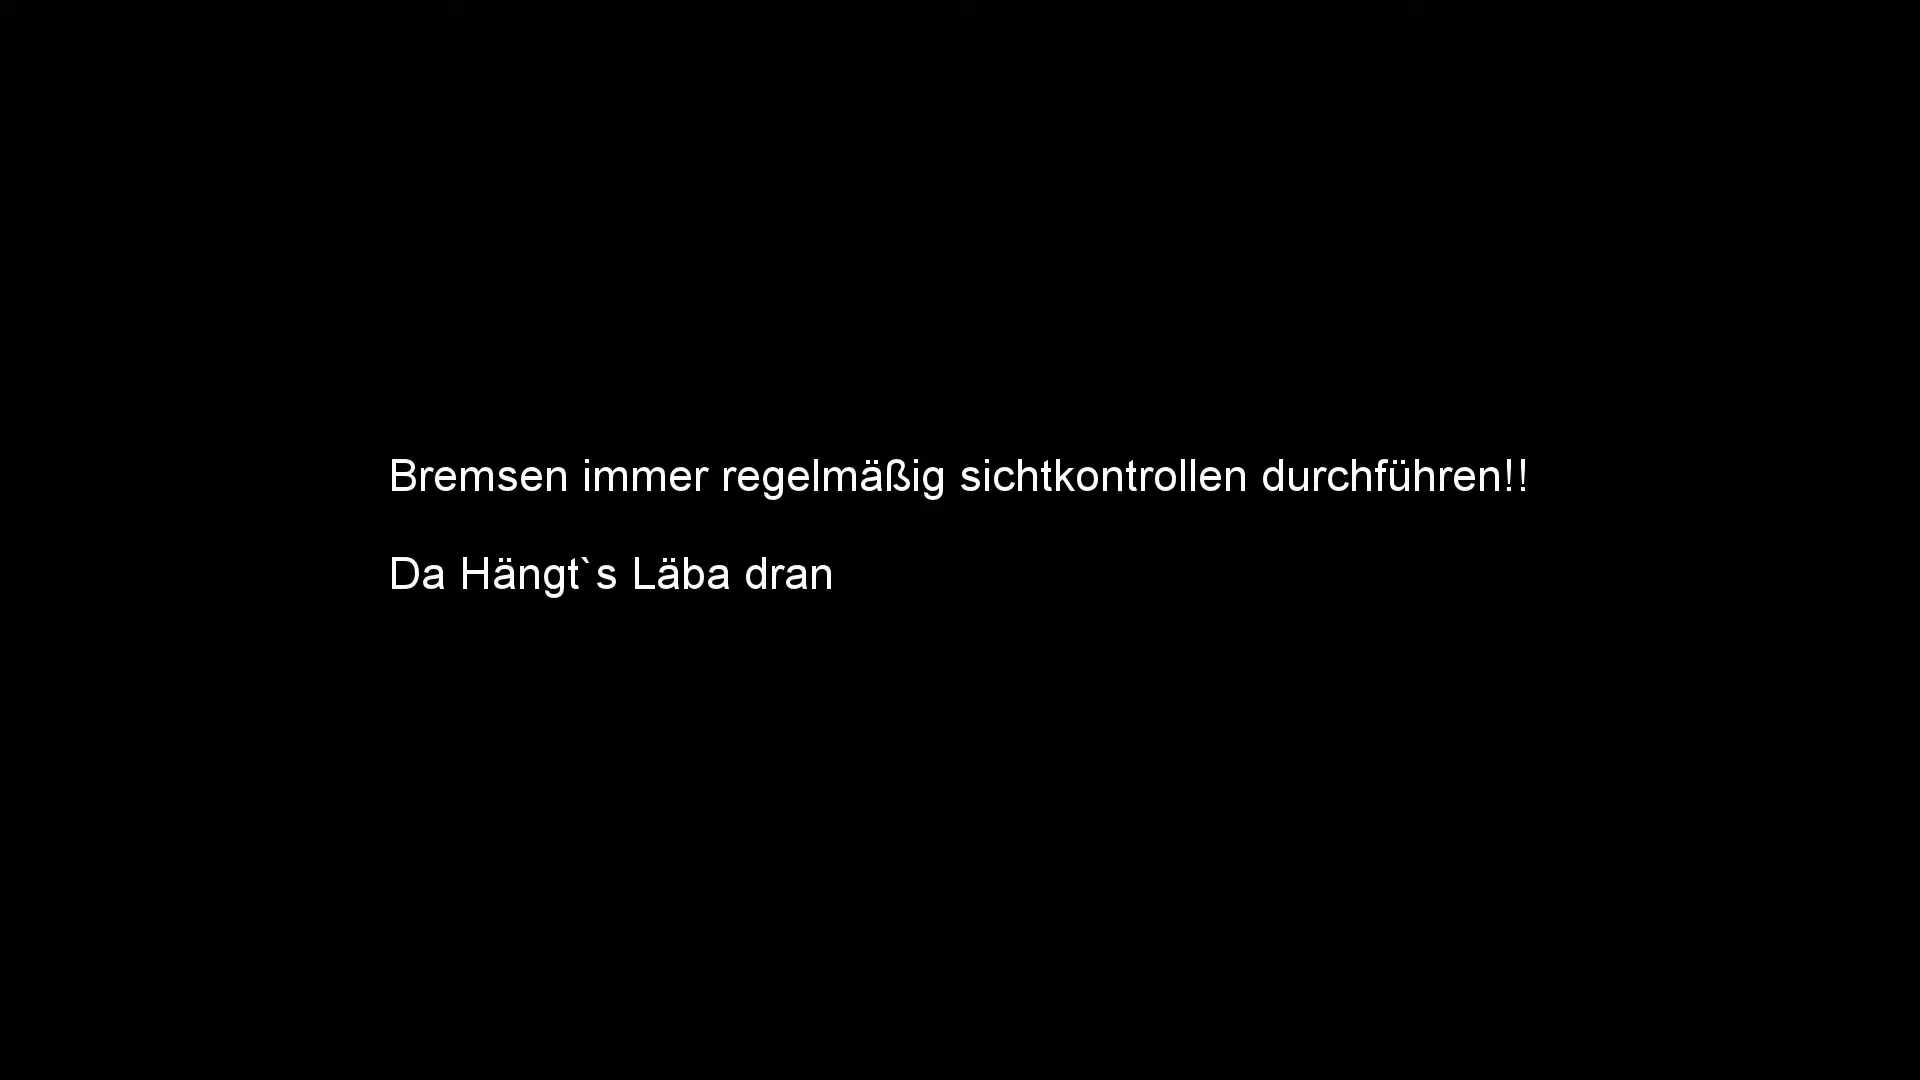 Bremsen immer regelmäßig sichtkontrollen durchführen!!
Da Hängt`s Läba dran